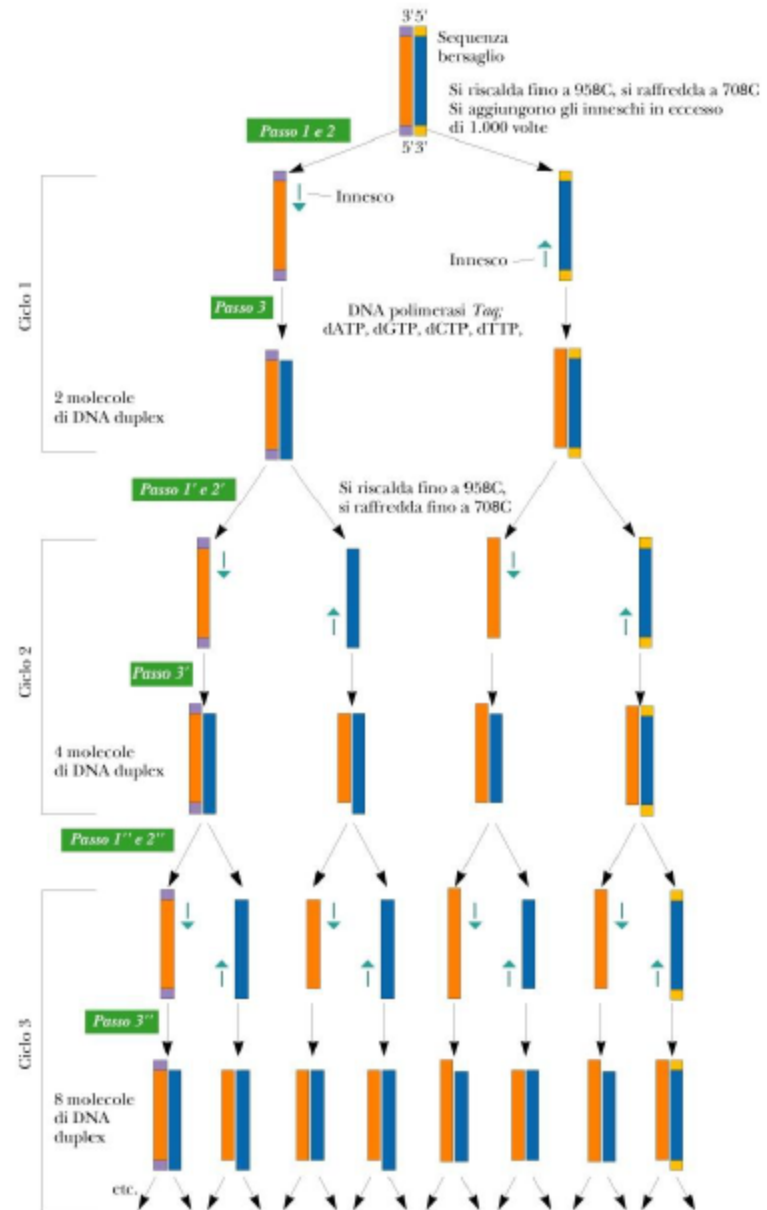 3'5'
Sequenza
bersaglio
Si riscalda fino a 958C, si raffredda a 708C
Si aggiungono gli inneschi in eccesso
di 1.000 volte
Passo 1 e 2
5'3'
Innesco
Innesco
Ciclo 1
Passo 3
DNA polimerasi Taq;
dATP, dGTP, dCTP, dTTP,
2 molecole
di DNA duplex
Passo 1' e 2'
Si riscalda fino a 958C,
si raffredda fino a 708C
Ciclo 2
Passo 3'
4 molecole
di DNA duplex
Passo 1'' e 2''
Ciclo 3
Passo 3''
8 molecole
di DNA
duplex
etc.